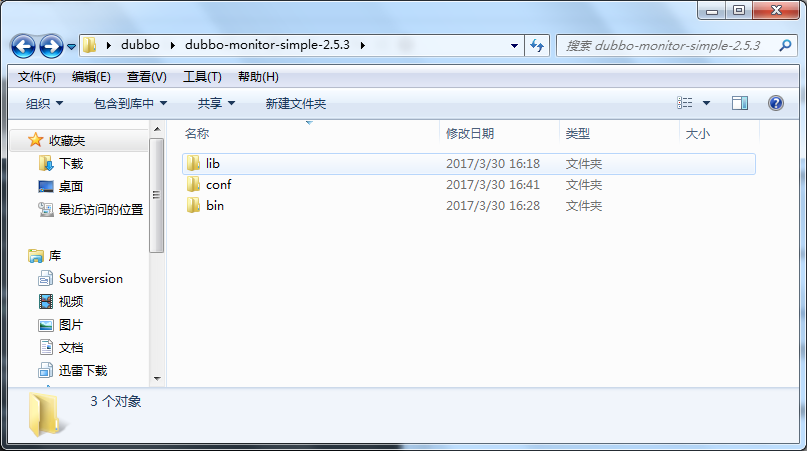 dubbo dubbo-monitor-simple-2.5.3 搜索 dubbo-monitor-simple-2.5.3
文件(F) 编辑(E) 查看(V) 工具(T) 帮助(H)
组织 包含到库中 共享 新建文件夹
收藏夹
下载
桌面
最近访问的位置
库
Subversion
视频
图片
文档
迅雷下载
名称 修改日期 类型 大小
lib 2017/3/30 16:18 文件夹
conf 2017/3/30 16:41 文件夹
bin 2017/3/30 16:28 文件夹
3 个对象